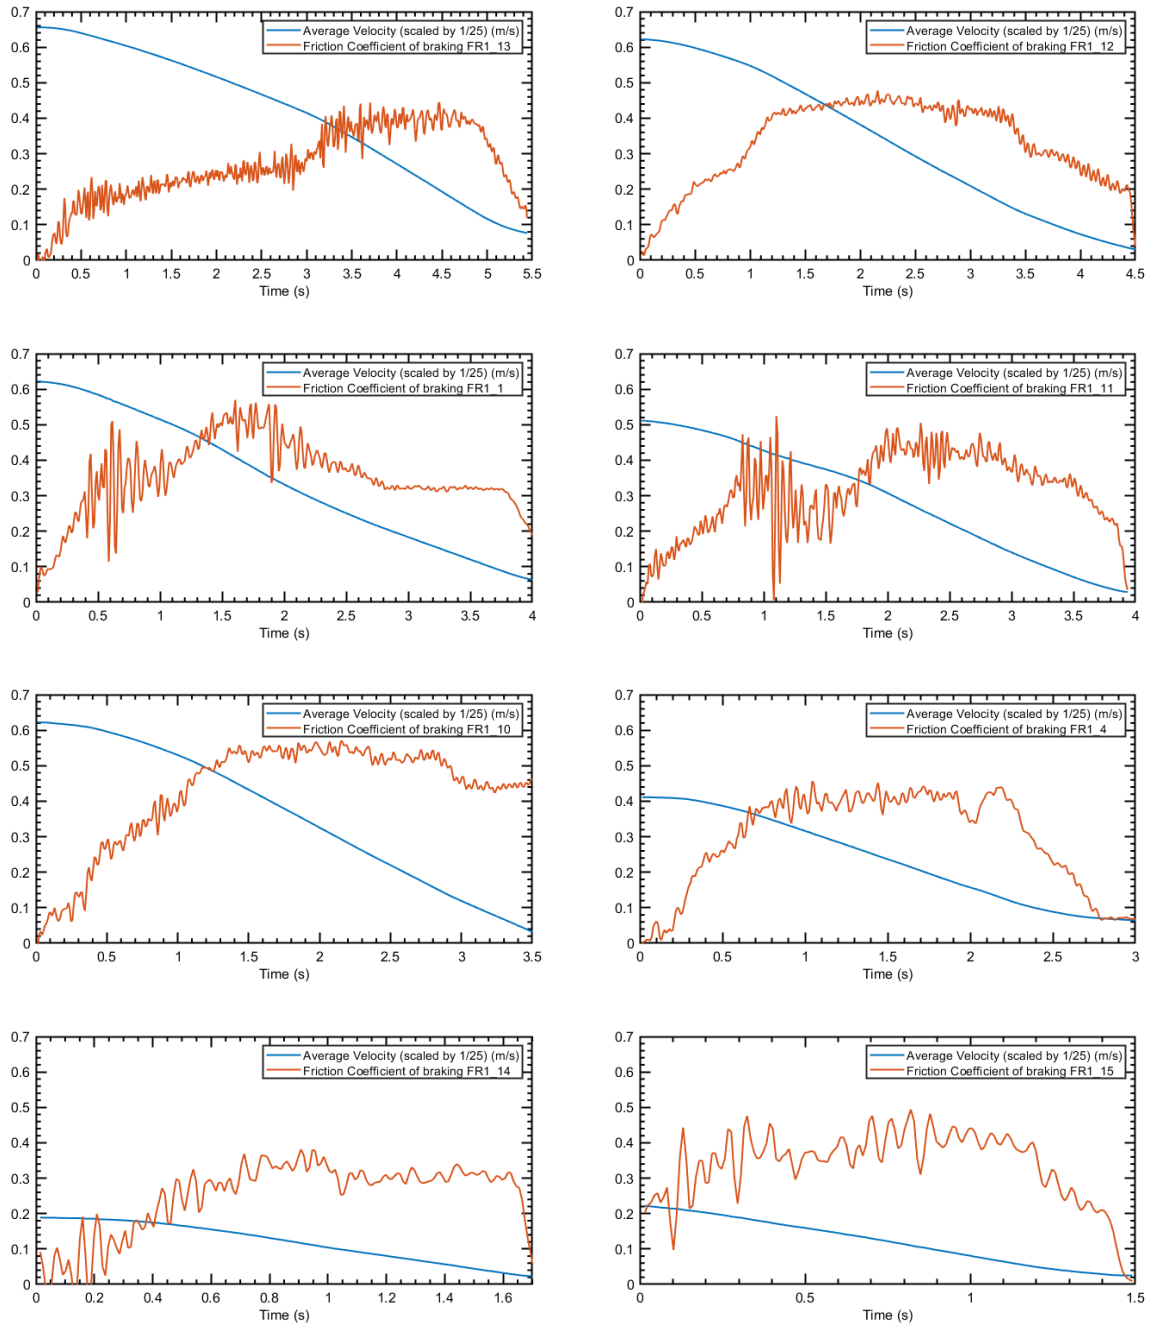 0.7
Average Velocity (scaled by 1/25) (m/s)
Friction Coefficient of braking FR1_13
0.6
0.5
0.4
0.3
0.2
0.1
0
0 0.5 1 1.5 2 2.5 3 3.5 4 4.5 5 5.5
Time (s)
0.7
Average Velocity (scaled by 1/25) (m/s)
Friction Coefficient of braking FR1_12
0.6
0.5
0.4
0.3
0.2
0.1
0
0 0.5 1 1.5 2 2.5 3 3.5 4 4.5
Time (s)
0.7
Average Velocity (scaled by 1/25) (m/s)
Friction Coefficient of braking FR1_1
0.6
0.5
0.4
0.3
0.2
0.1
0
0 0.5 1 1.5 2 2.5 3 3.5 4
Time (s)
0.7
Average Velocity (scaled by 1/25) (m/s)
Friction Coefficient of braking FR1_11
0.6
0.5
0.4
0.3
0.2
0.1
0
0 0.5 1 1.5 2 2.5 3 3.5 4
Time (s)
0.7
Average Velocity (scaled by 1/25) (m/s)
Friction Coefficient of braking FR1_10
0.6
0.5
0.4
0.3
0.2
0.1
0
0 0.5 1 1.5 2 2.5 3 3.5
Time (s)
0.7
Average Velocity (scaled by 1/25) (m/s)
Friction Coefficient of braking FR1_4
0.6
0.5
0.4
0.3
0.2
0.1
0
0 0.5 1 1.5 2 2.5 3
Time (s)
0.7
Average Velocity (scaled by 1/25) (m/s)
Friction Coefficient of braking FR1_14
0.6
0.5
0.4
0.3
0.2
0.1
0
0 0.2 0.4 0.6 0.8 1 1.2 1.4 1.6
Time (s)
0.7
Average Velocity (scaled by 1/25) (m/s)
Friction Coefficient of braking FR1_15
0.6
0.5
0.4
0.3
0.2
0.1
0
0 0.5 1 1.5
Time (s)